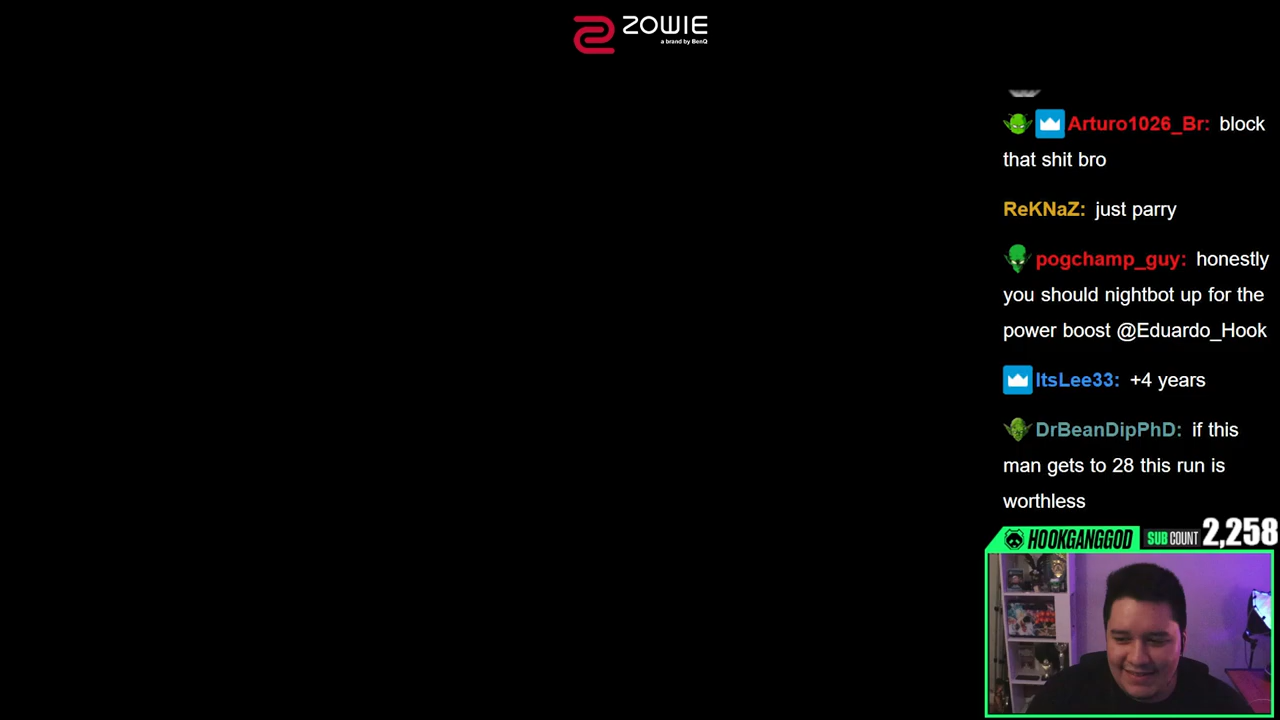 ZOWIE
a brand by BenQ
Arturo1026_Br: block
that shit bro
ReKNaZ: just parry
pogchamp_guy: honestly
you should nightbot up for the
power boost @Eduardo_Hook
ItsLee33: +4 years
DrBeanDipPhD: if this
man gets to 28 this run is
worthless
HOOKGANGGOD SUB COUNT 2,258